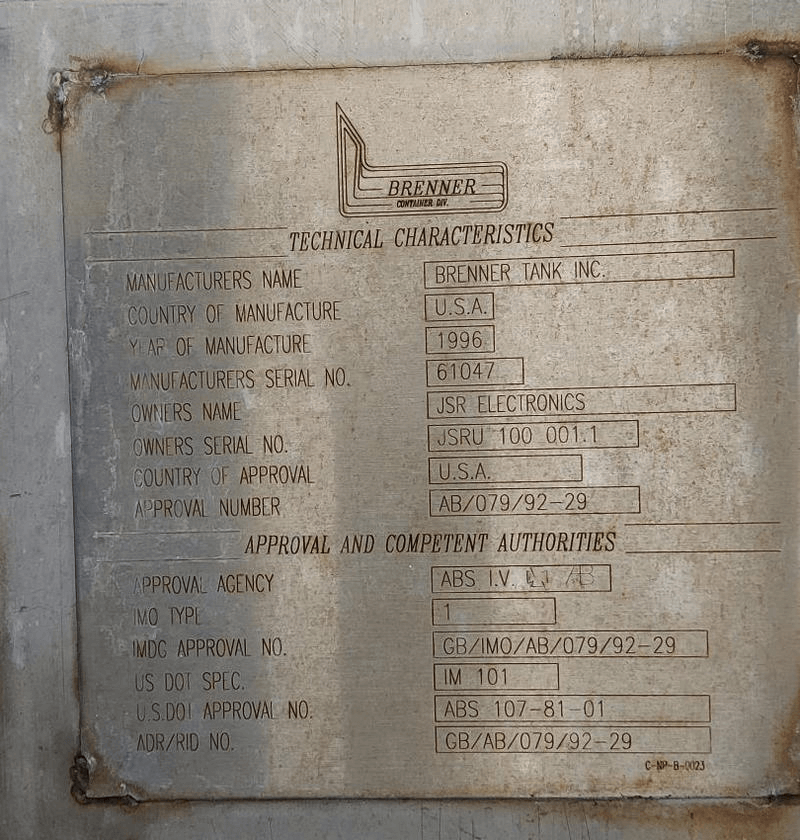 BRENNER
CONTAINER DIV.
TECHNICAL CHARACTERISTICS
MANUFACTURERS NAME BRENNER TANK INC.
COUNTRY OF MANUFACTURE U.S.A.
YEAR OF MANUFACTURE 1996
MANUFACTURERS SERIAL NO. 61047
OWNERS NAME JSR ELECTRONICS
OWNERS SERIAL NO. JSRU 100 001.1
COUNTRY OF APPROVAL U.S.A.
APPROVAL NUMBER AB/079/92-29
APPROVAL AND COMPETENT AUTHORITIES
APPROVAL AGENCY ABS I.V.
IMO TYPE 1
IMDG APPROVAL NO. GB/IMO/AB/079/92-29
US DOT SPEC. IM 101
U.S.DOT APPROVAL NO. ABS 107-81-01
ADR/RID NO. GB/AB/079/92-29
C-NP-B-0023